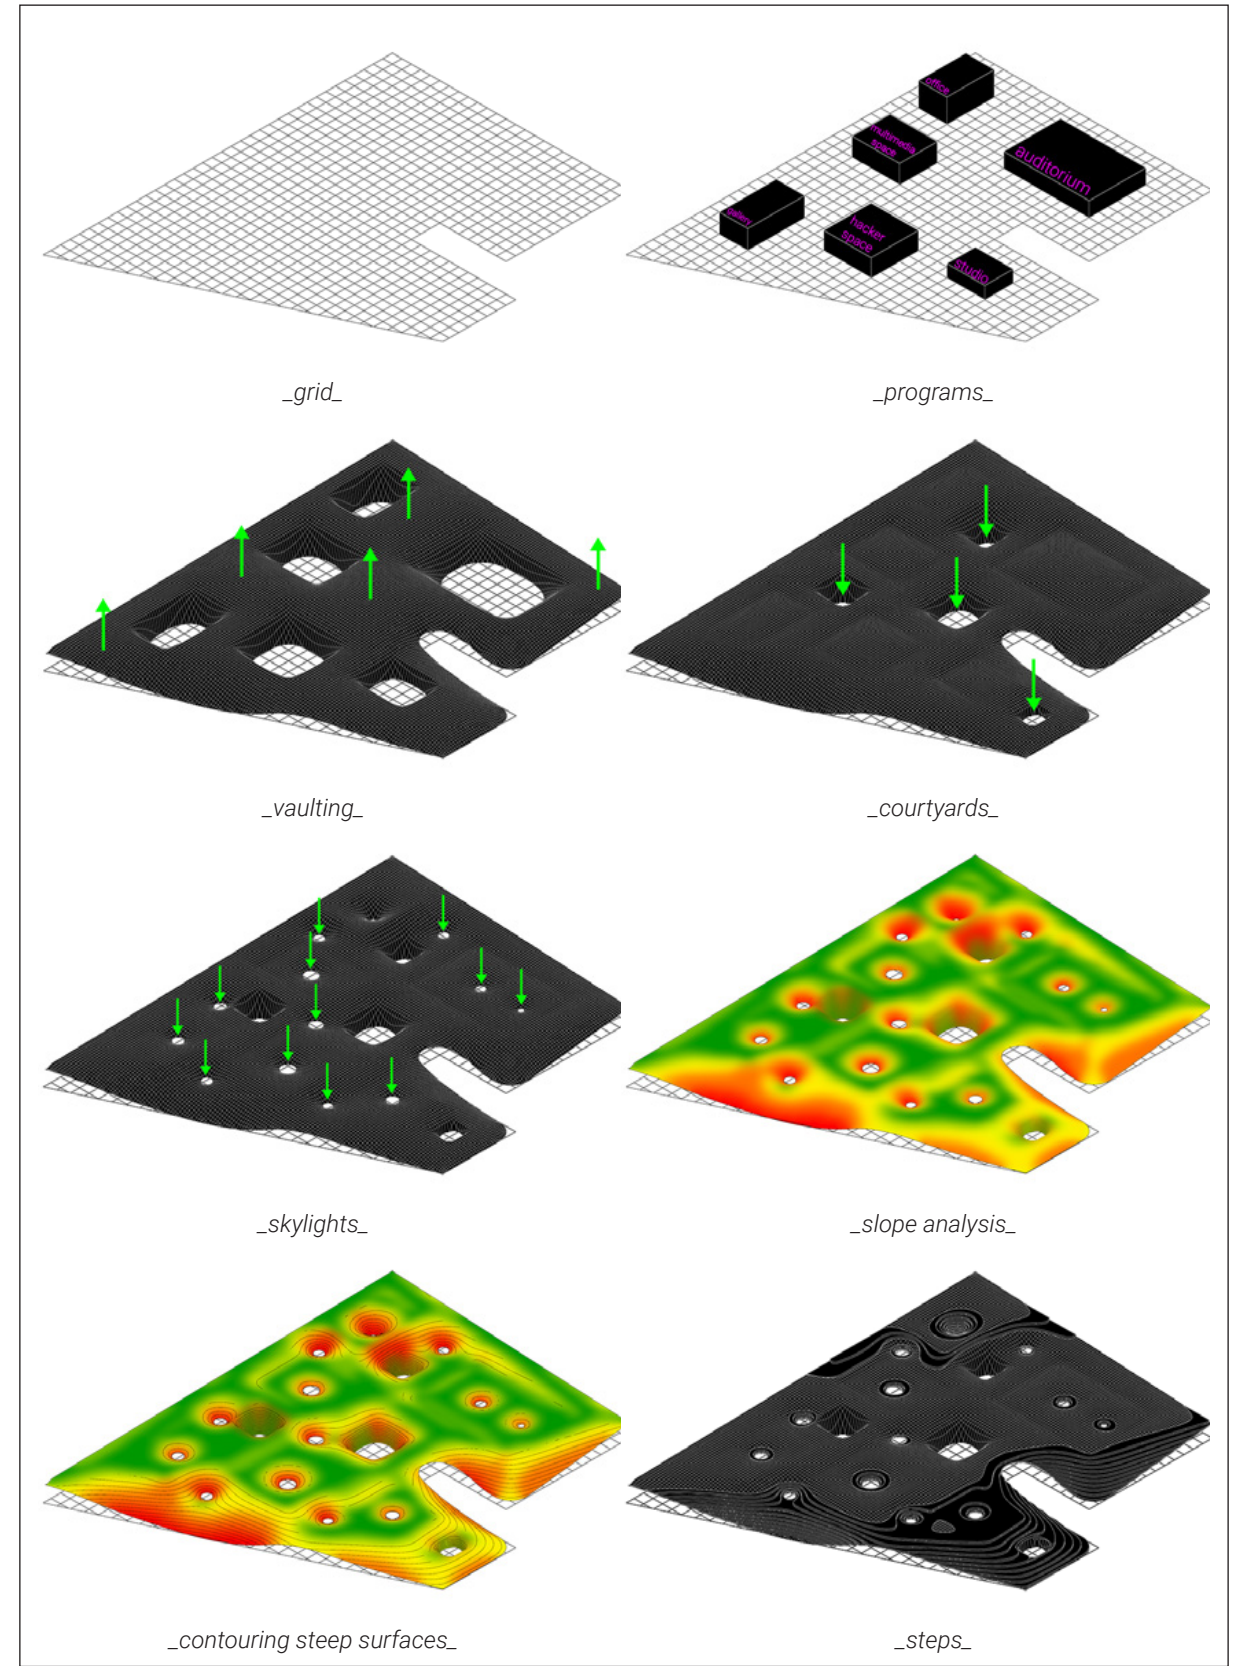 office
multimedia
space
auditorium
gallery
hacker
space
studio
_grid_
_programs_
_vaulting_
_courtyards_
_skylights_
_slope analysis_
_contouring steep surfaces_
_steps_